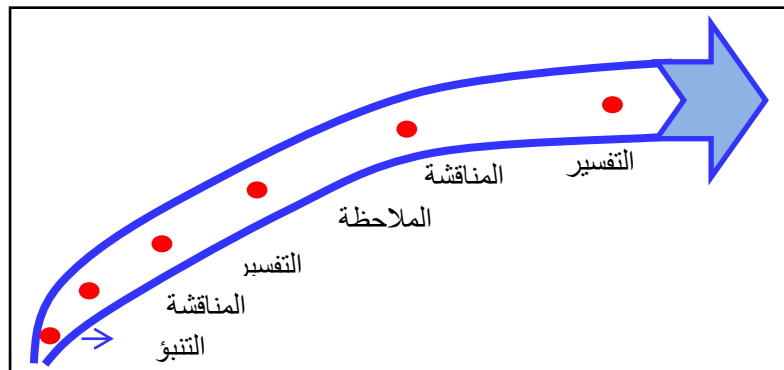 التفسير
المناقشة
الملاحظة
التفسير
المناقشة
التنبؤ